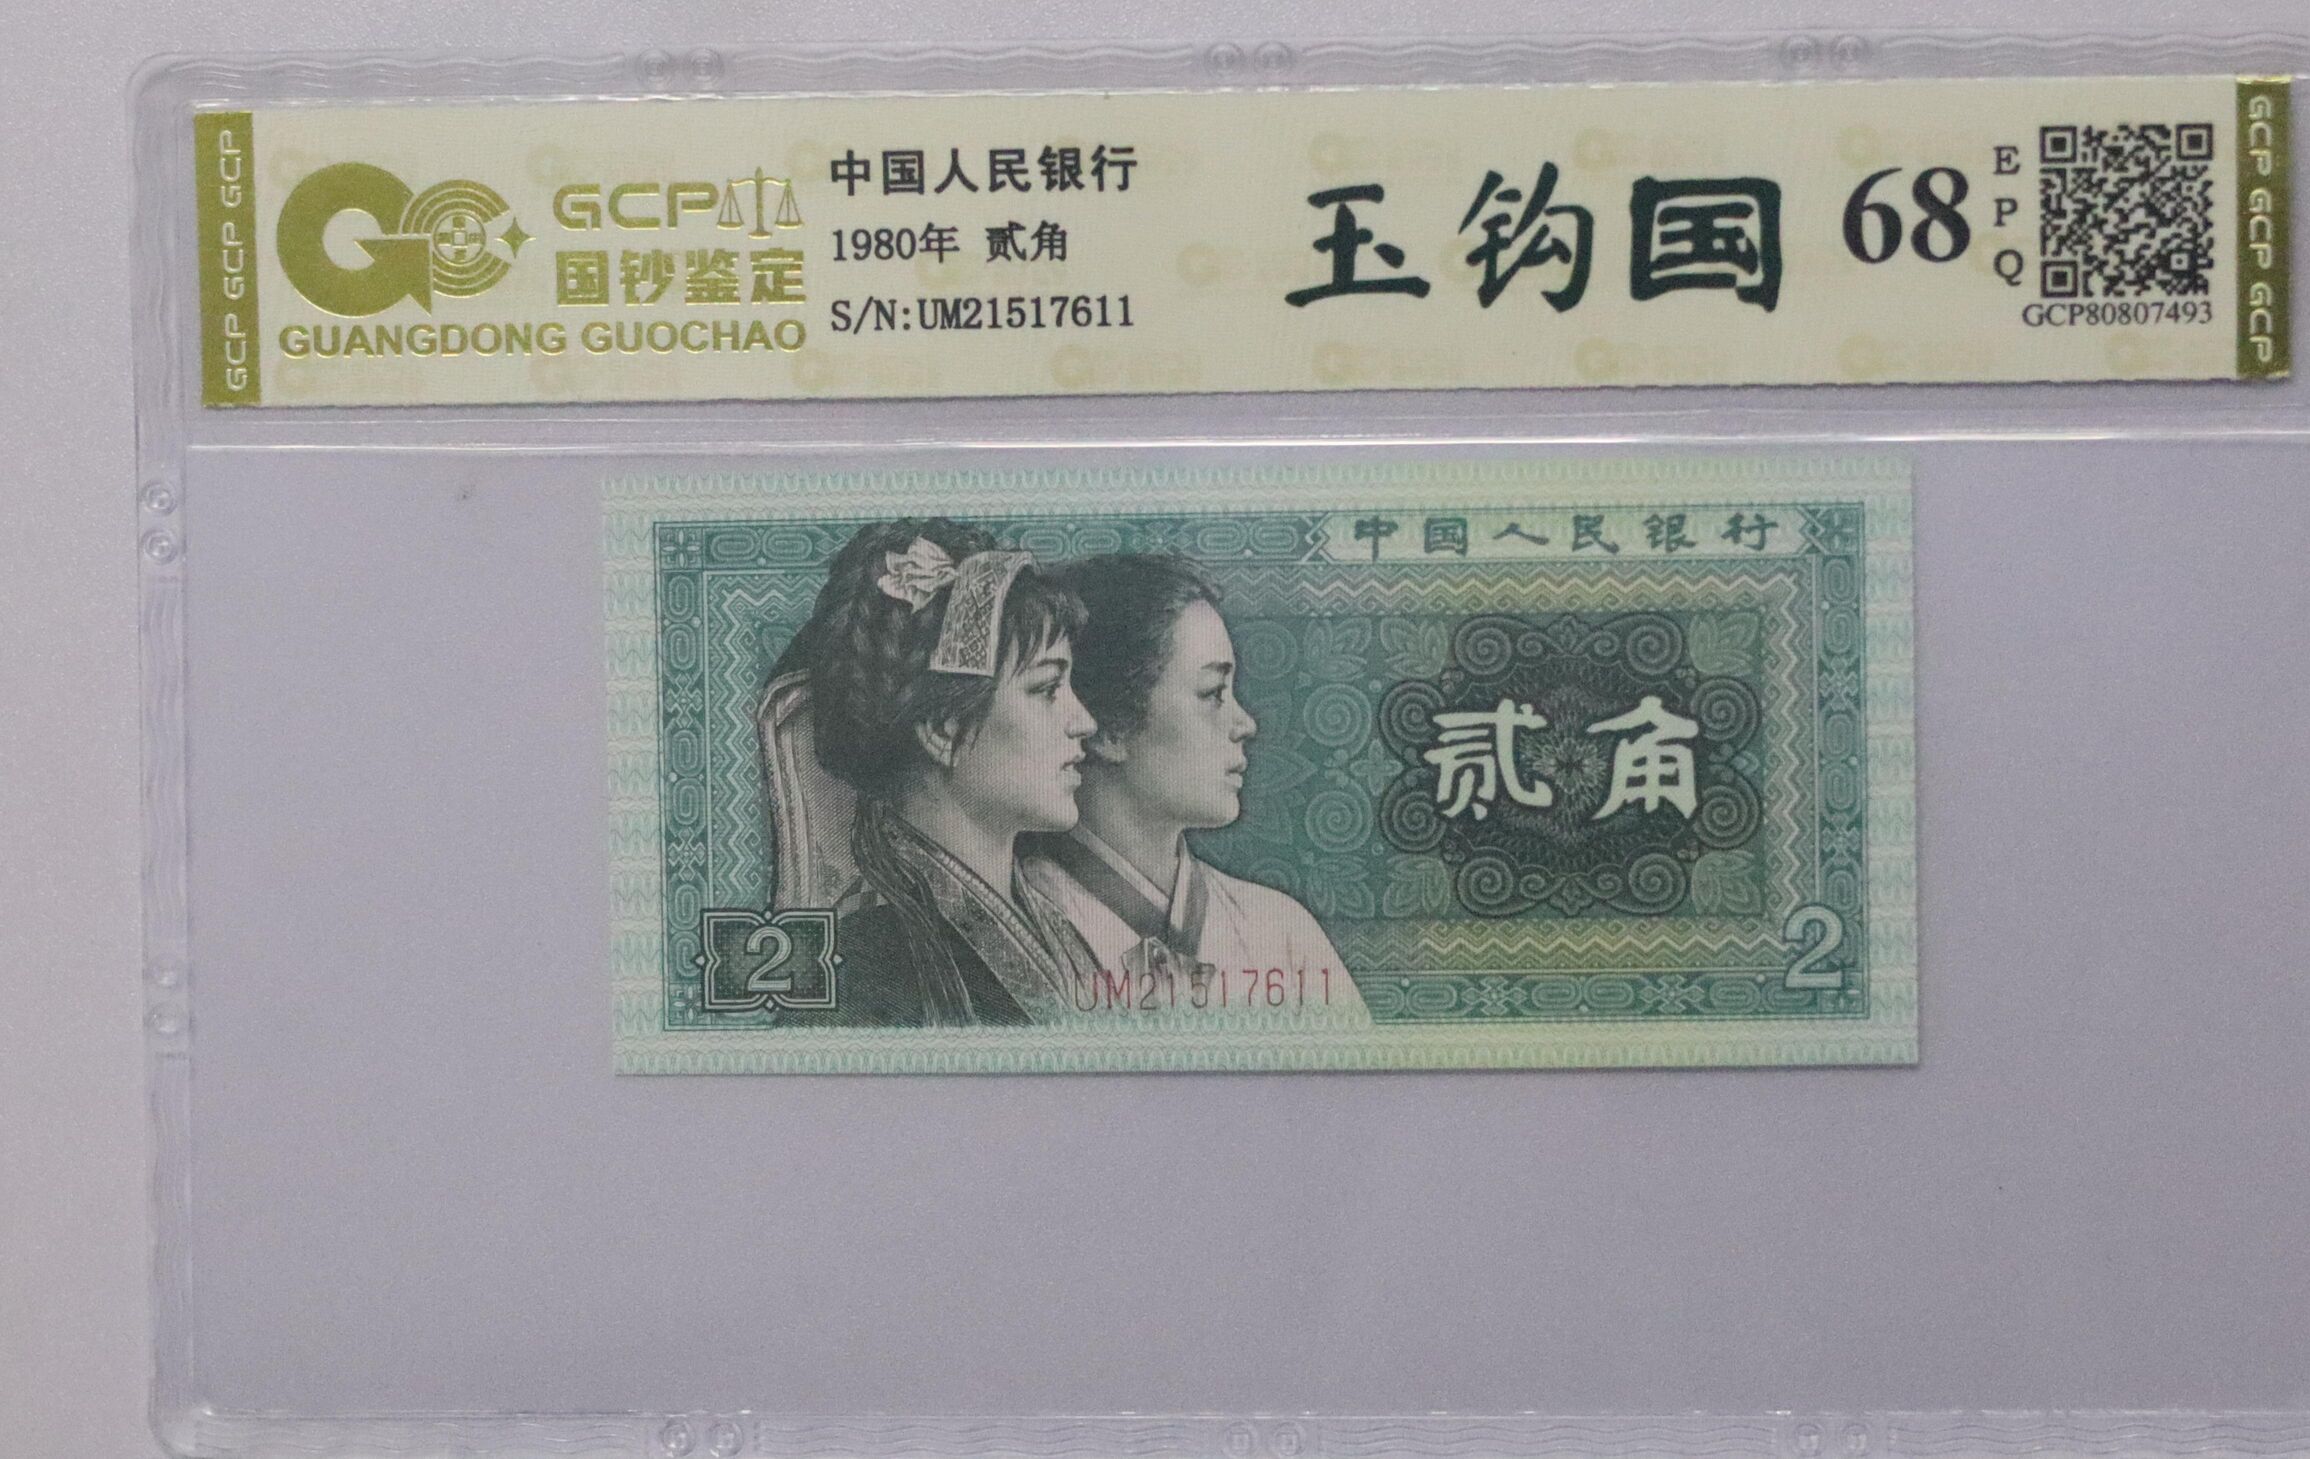 GCP GCP GCP
GCP
国钞鉴定
GUANGDONG GUOCHAO
中国人民银行
1980年 贰角
S/N:UM21517611
玉钩国
68
EPQ
GCP80807493
GCP GCP GCP
中国人民银行
贰角
2
2
UM21517611